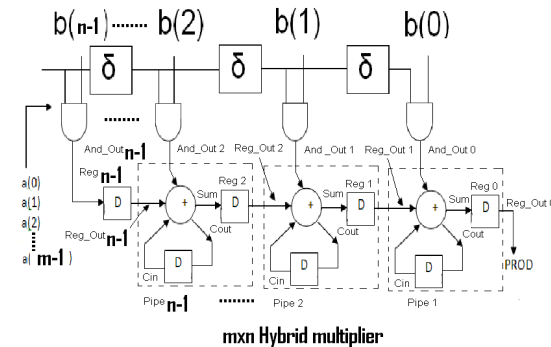 b(n-1) ........ b(2) b(1) b(0)
δ δ δ
........
And_Out n-1 And_Out 2 And_Out 1 And_Out 0
Reg n-1 Reg_Out 2 Reg_Out 1
a(0)
a(1)
a(2)
a( m-1 )
D + Sum Reg 2 D + Sum Reg 1 D + Sum Reg 0 D Reg_Out 0
Reg_Out n-1 Cout Cout Cout
D D D
Cin Cin Cin PROD
Pipe n-1 ........ Pipe 2 Pipe 1
mxn Hybrid multiplier